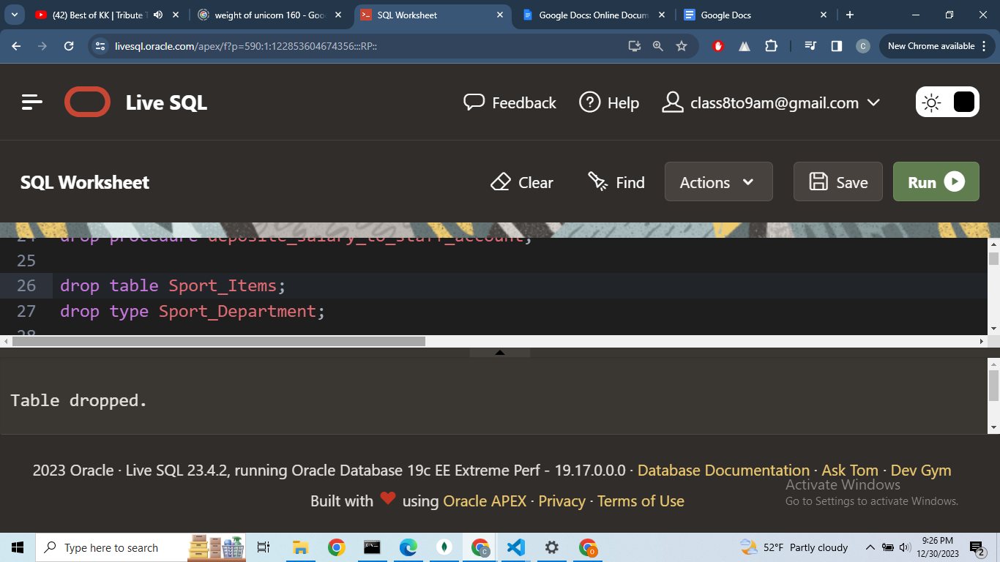 (42) Best of KK | Tribute T
weight of unicorn 160 - Goo
SQL Worksheet
Google Docs: Online Docum
Google Docs
livesql.oracle.com/apex/f?p=590:1:122853604674356:::RP::
C
New Chrome available
Live SQL
Feedback
Help
class8to9am@gmail.com
SQL Worksheet
Clear
Find
Actions
Save
Run
24 drop procedure deposite_salary_to_staff_account;
25
26 drop table Sport_Items;
27 drop type Sport_Department;
28
Table dropped.
2023 Oracle · Live SQL 23.4.2, running Oracle Database 19c EE Extreme Perf - 19.17.0.0.0 · Database Documentation · Ask Tom · Dev Gym
Built with ❤ using Oracle APEX · Privacy · Terms of Use
Activate Windows
Go to Settings to activate Windows.
Type here to search
C
O
52°F Partly cloudy
9:26 PM
12/30/2023
2